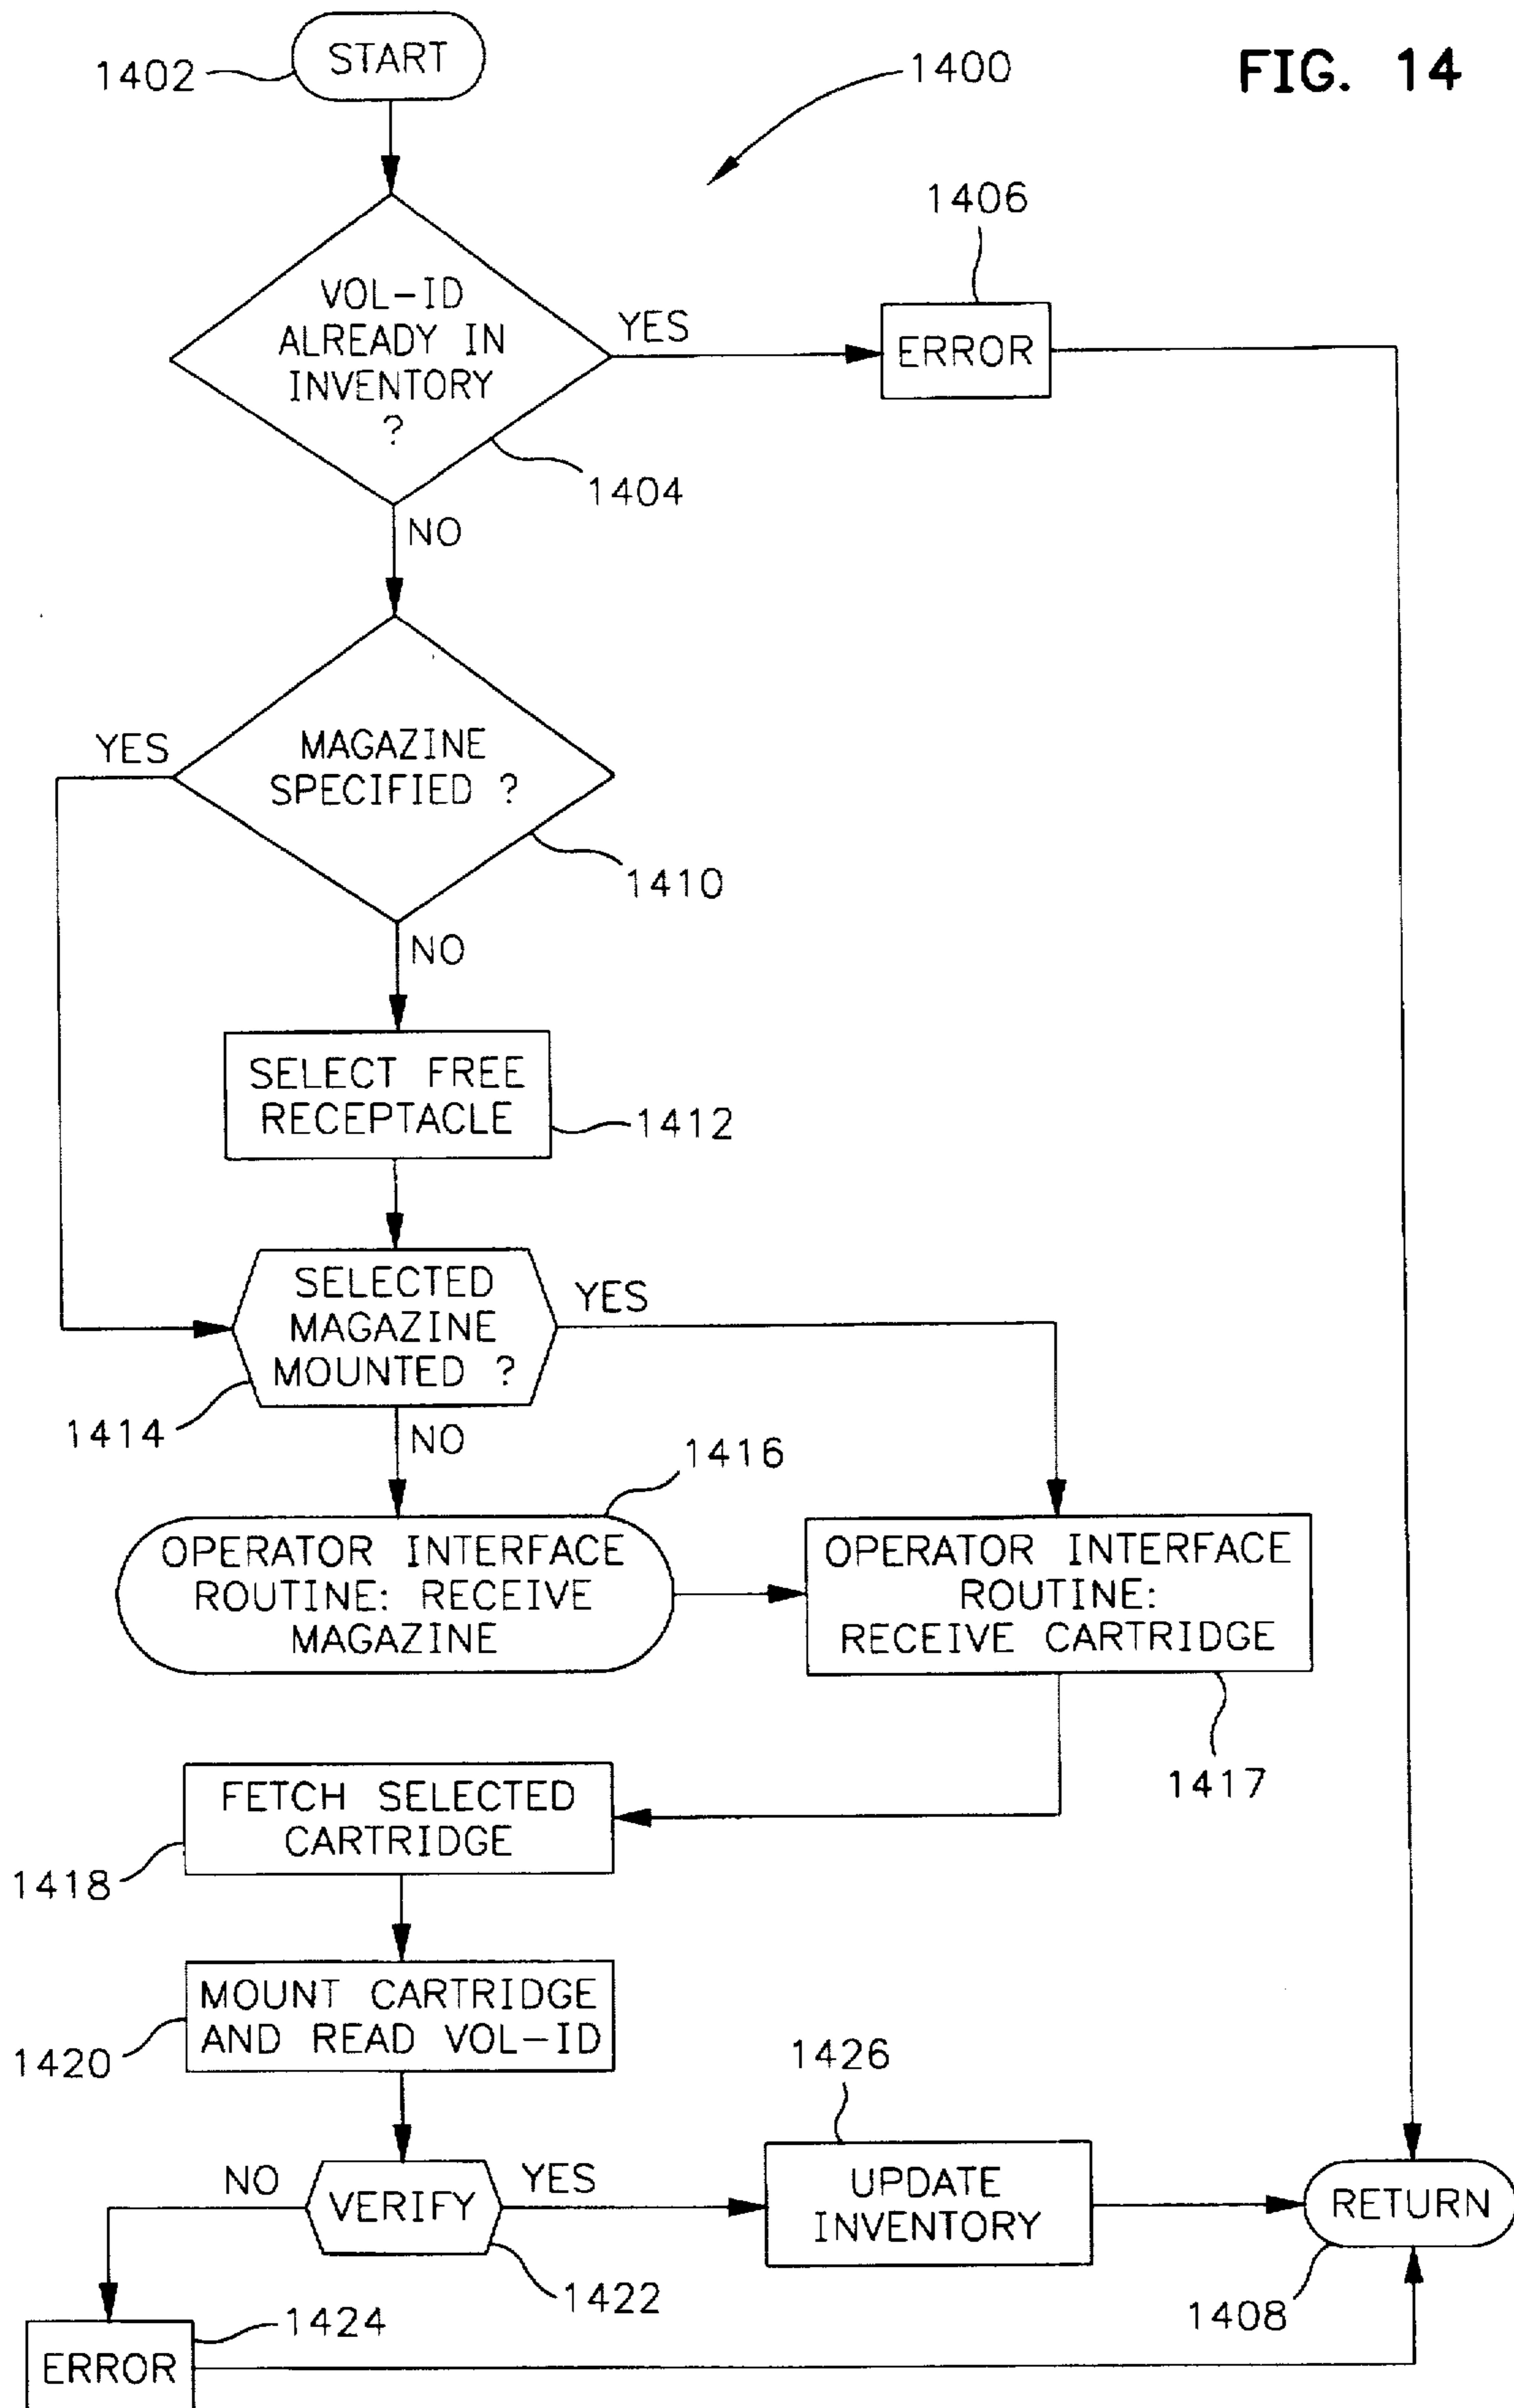 FIG. 14
1400
START
1402
VOL-ID
ALREADY IN
INVENTORY
?
1404
YES
1406
ERROR
NO
MAGAZINE
SPECIFIED ?
YES
1410
NO
SELECT FREE
RECEPTACLE
1412
SELECTED
MAGAZINE
MOUNTED ?
YES
1414
NO
1416
OPERATOR INTERFACE
ROUTINE: RECEIVE
MAGAZINE
OPERATOR INTERFACE
ROUTINE:
RECEIVE CARTRIDGE
1417
FETCH SELECTED
CARTRIDGE
1418
MOUNT CARTRIDGE
AND READ VOL-ID
1420
1426
NO
VERIFY
YES
UPDATE
INVENTORY
RETURN
1422
1408
1424
ERROR